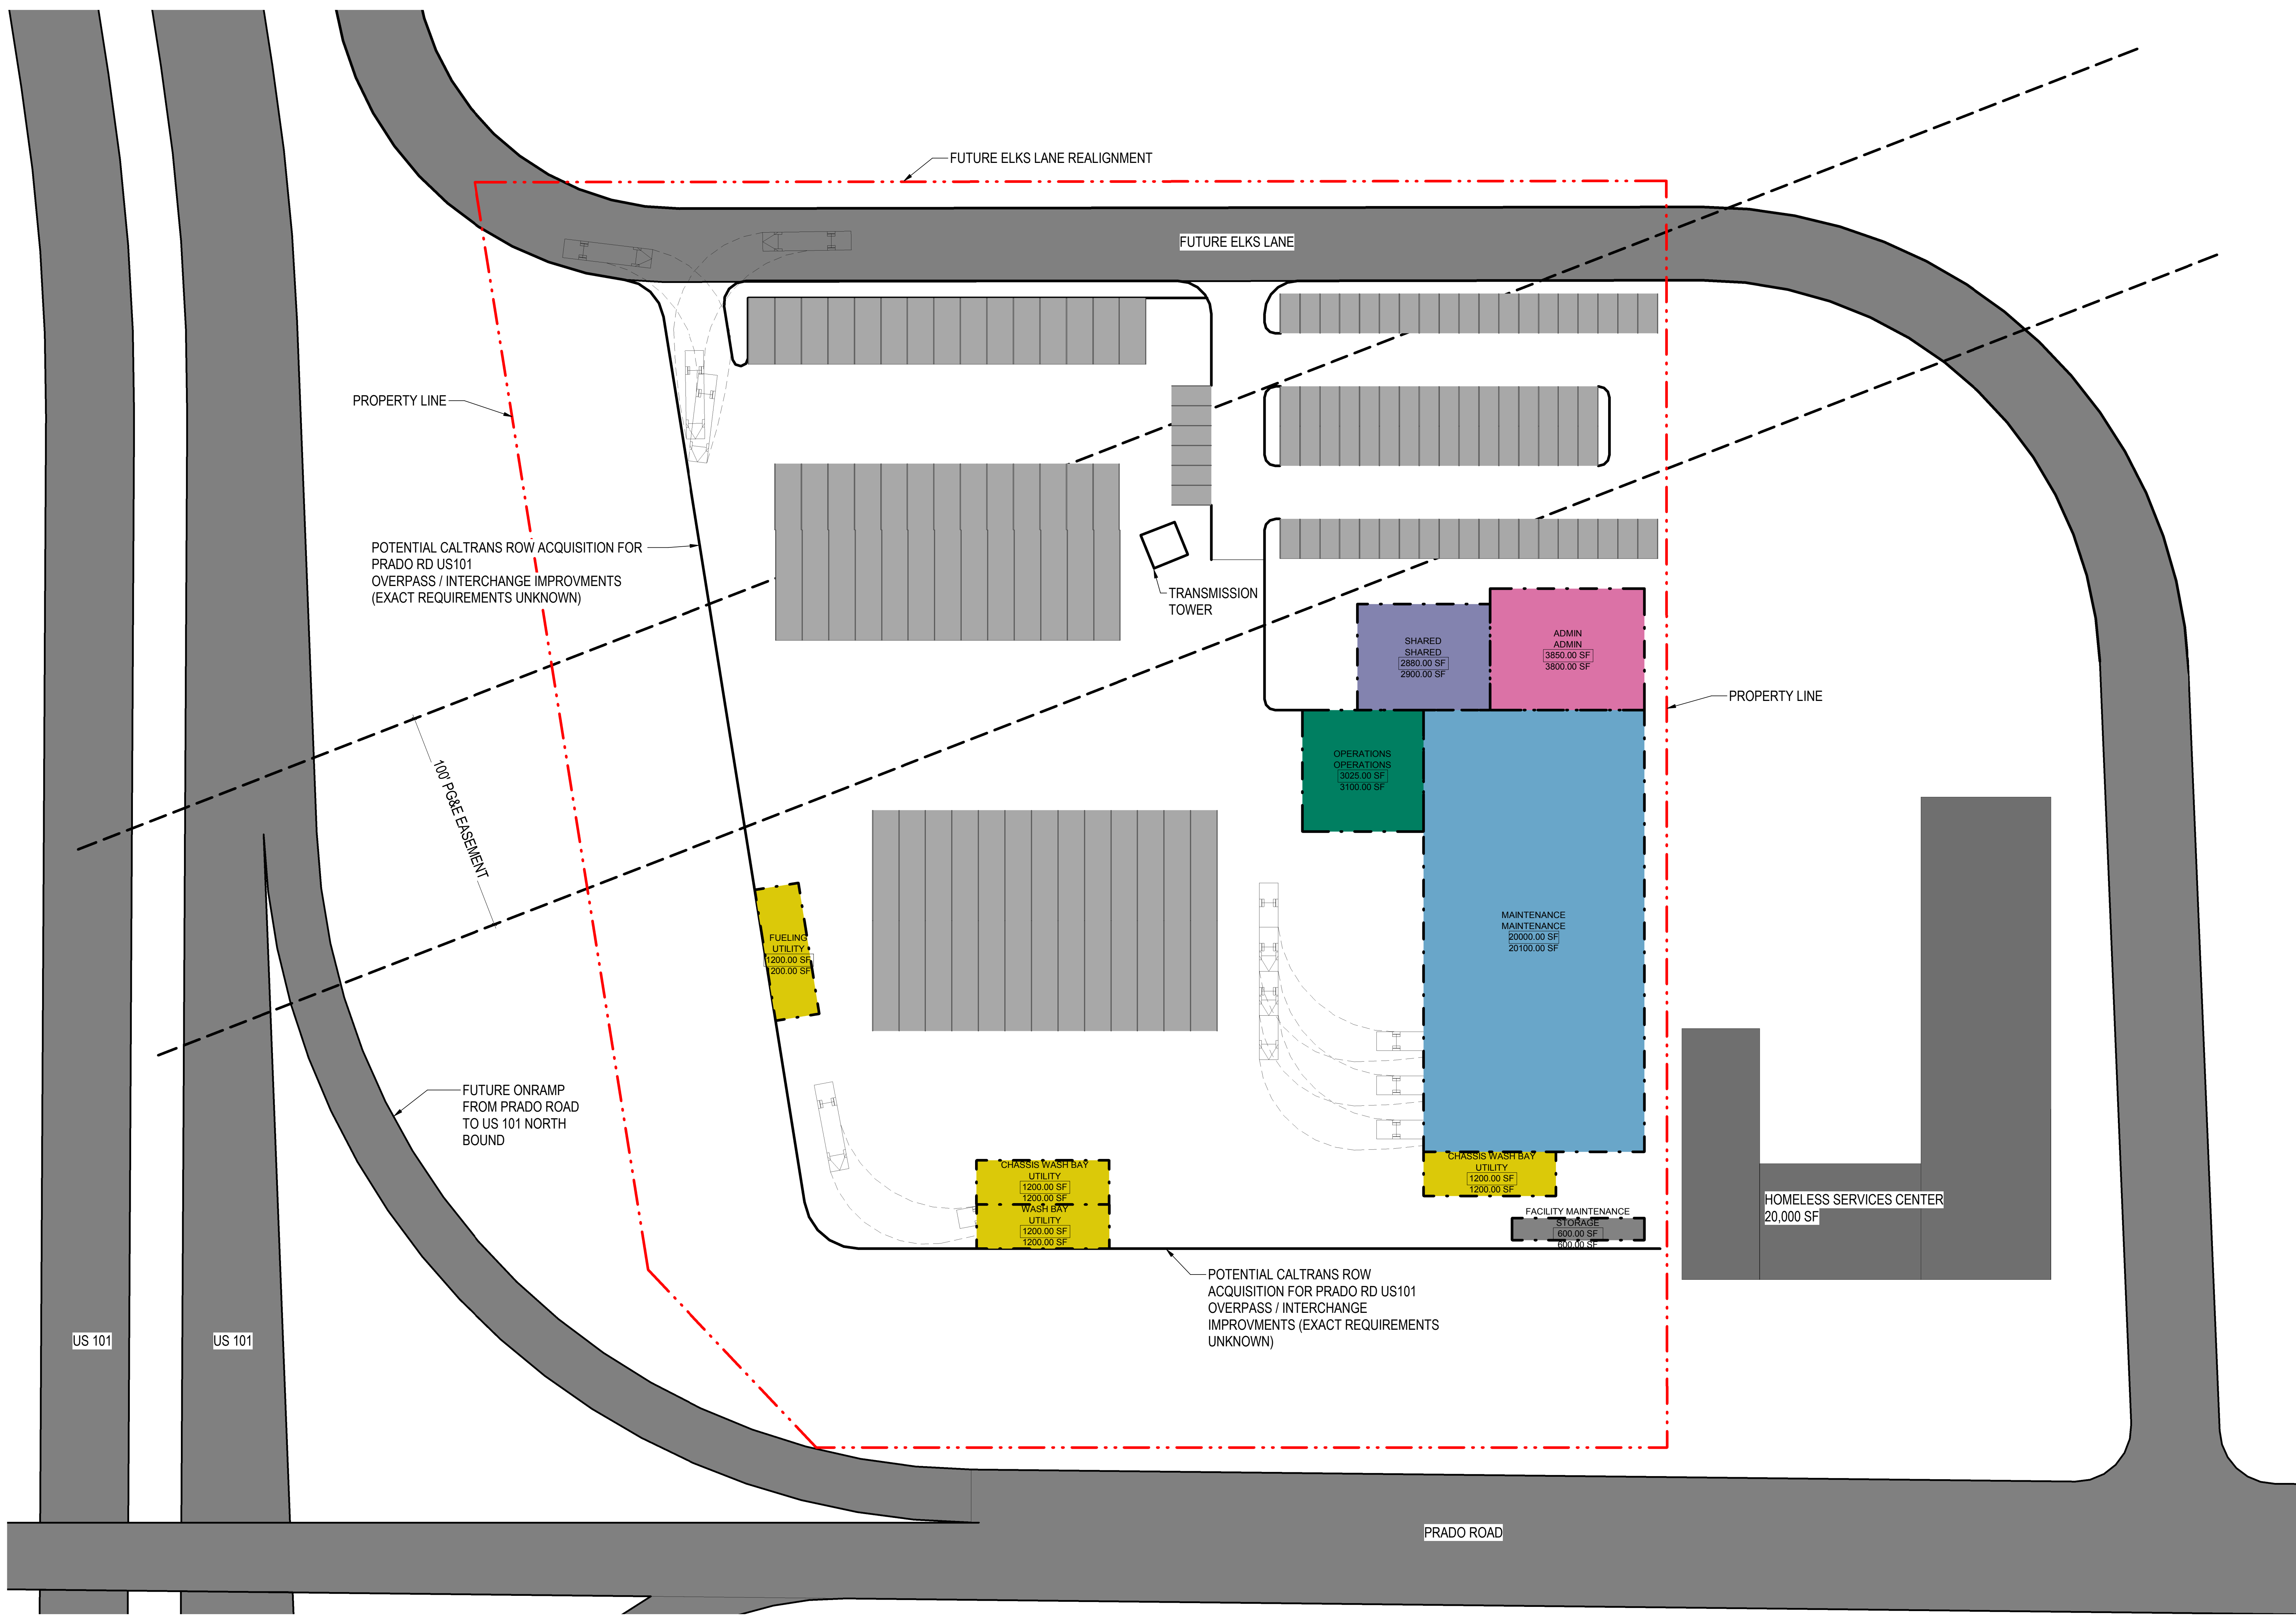 FUTURE ELKS LANE REALIGNMENT
FUTURE ELKS LANE
PROPERTY LINE
POTENTIAL CALTRANS ROW ACQUISITION FOR
PRADO RD US101
OVERPASS / INTERCHANGE IMPROVMENTS
(EXACT REQUIREMENTS UNKNOWN)
TRANSMISSION
TOWER
SHARED
SHARED
2880.00 SF
2900.00 SF
ADMIN
ADMIN
3850.00 SF
3800.00 SF
PROPERTY LINE
OPERATIONS
OPERATIONS
3025.00 SF
3100.00 SF
100' PG&E EASEMENT
MAINTENANCE
MAINTENANCE
20000.00 SF
20100.00 SF
FUELING
UTILITY
1200.00 SF
1200.00 SF
FUTURE ONRAMP
FROM PRADO ROAD
TO US 101 NORTH
BOUND
CHASSIS WASH BAY
UTILITY
1200.00 SF
1200.00 SF
WASH BAY
UTILITY
1200.00 SF
1200.00 SF
CHASSIS WASH BAY
UTILITY
1200.00 SF
1200.00 SF
FACILITY MAINTENANCE
STORAGE
600.00 SF
600.00 SF
HOMELESS SERVICES CENTER
20,000 SF
POTENTIAL CALTRANS ROW
ACQUISITION FOR PRADO RD US101
OVERPASS / INTERCHANGE
IMPROVMENTS (EXACT REQUIREMENTS
UNKNOWN)
US 101
US 101
PRADO ROAD